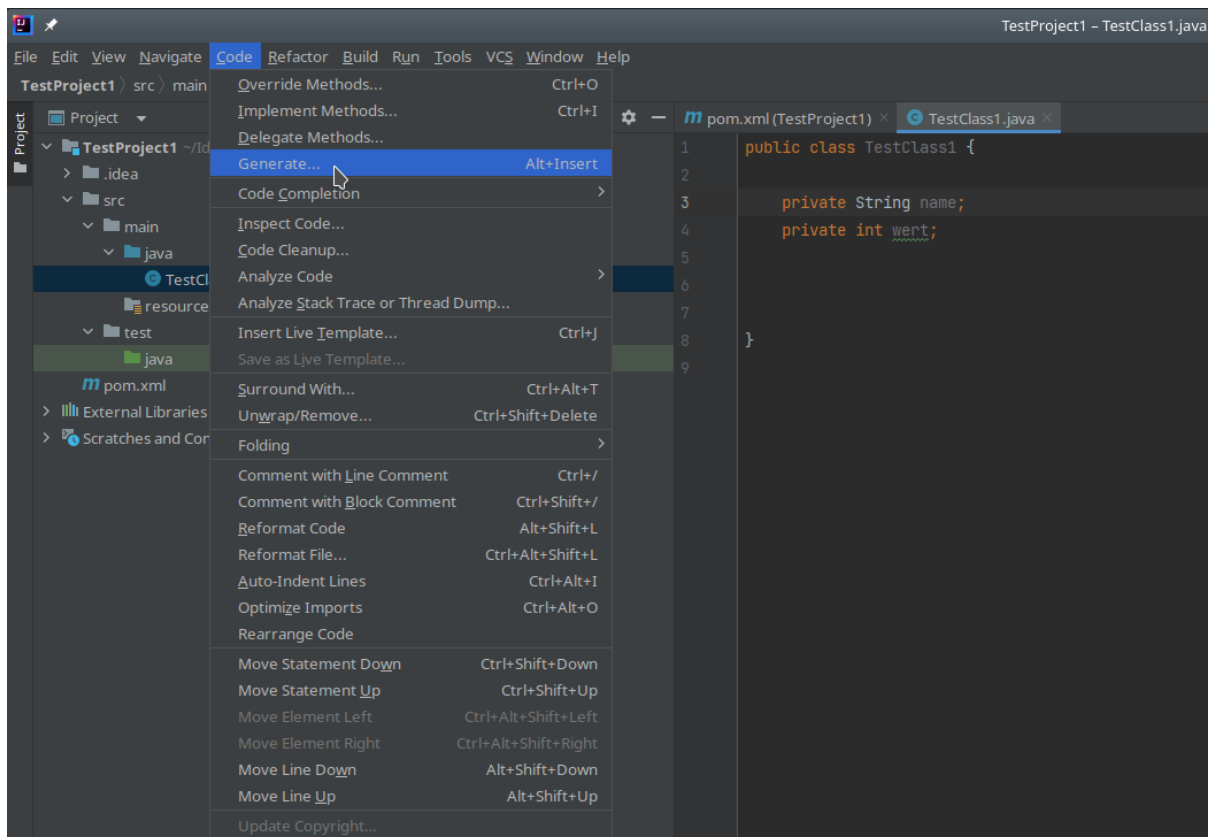 TestProject1 – TestClass1.java
File Edit View Navigate Code Refactor Build Run Tools VCS Window Help
TestProject1 src main
Project
Project
TestProject1 ~/Id
.idea
src
main
java
TestCl
resource
test
java
pom.xml
External Libraries
Scratches and Con
Override Methods... Ctrl+O
Implement Methods... Ctrl+I
Delegate Methods...
Generate... Alt+Insert
Code Completion
Inspect Code...
Code Cleanup...
Analyze Code
Analyze Stack Trace or Thread Dump...
Insert Live Template... Ctrl+J
Save as Live Template...
Surround With... Ctrl+Alt+T
Unwrap/Remove... Ctrl+Shift+Delete
Folding
Comment with Line Comment Ctrl+/
Comment with Block Comment Ctrl+Shift+/
Reformat Code Alt+Shift+L
Reformat File... Ctrl+Alt+Shift+L
Auto-Indent Lines Ctrl+Alt+I
Optimize Imports Ctrl+Alt+O
Rearrange Code
Move Statement Down Ctrl+Shift+Down
Move Statement Up Ctrl+Shift+Up
Move Element Left Ctrl+Alt+Shift+Left
Move Element Right Ctrl+Alt+Shift+Right
Move Line Down Alt+Shift+Down
Move Line Up Alt+Shift+Up
Update Copyright...
m pom.xml (TestProject1) TestClass1.java
1 public class TestClass1 {
2
3 private String name;
4 private int wert;
5
6
7
8 }
9